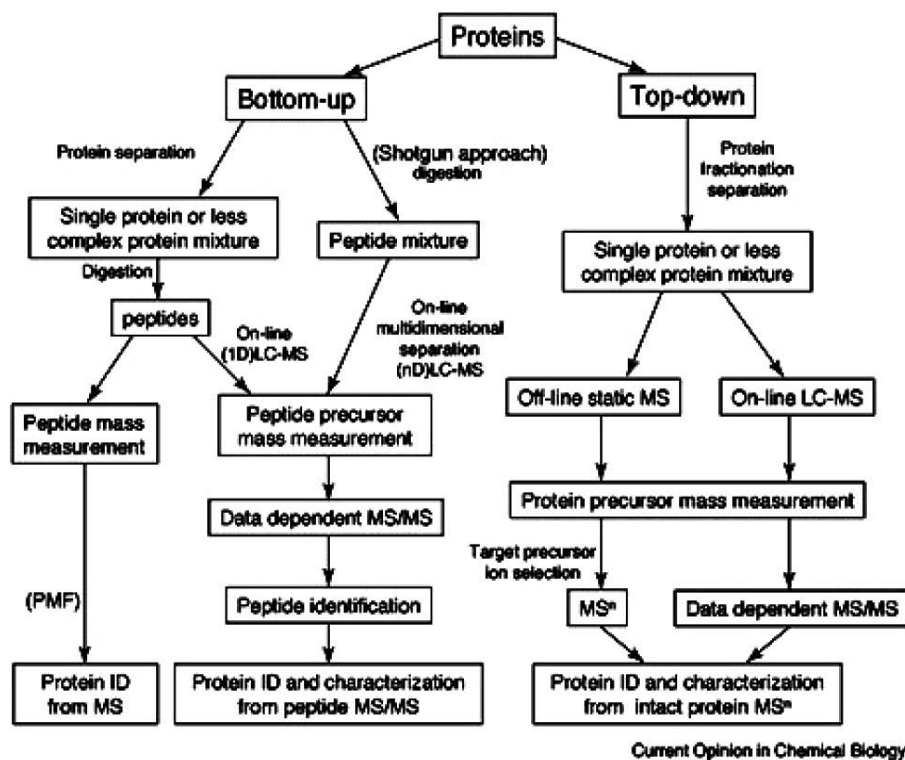 Proteins
Bottom-up
Top-down
Protein separation
(Shotgun approach)
digestion
Protein
fractionation
separation
Single protein or less
complex protein mixture
Peptide mixture
Single protein or less
complex protein mixture
Digestion
peptides
On-line
(1D)LC-MS
On-line
multidimensional
separation
(nD)LC-MS
Off-line static MS
On-line LC-MS
Peptide mass
measurement
Peptide precursor
mass measurement
Protein precursor mass measurement
Data dependent MS/MS
Target precursor
ion selection
(PMF)
Peptide identification
MSⁿ
Data dependent MS/MS
Protein ID
from MS
Protein ID and characterization
from peptide MS/MS
Protein ID and characterization
from intact protein MSⁿ
Current Opinion in Chemical Biology